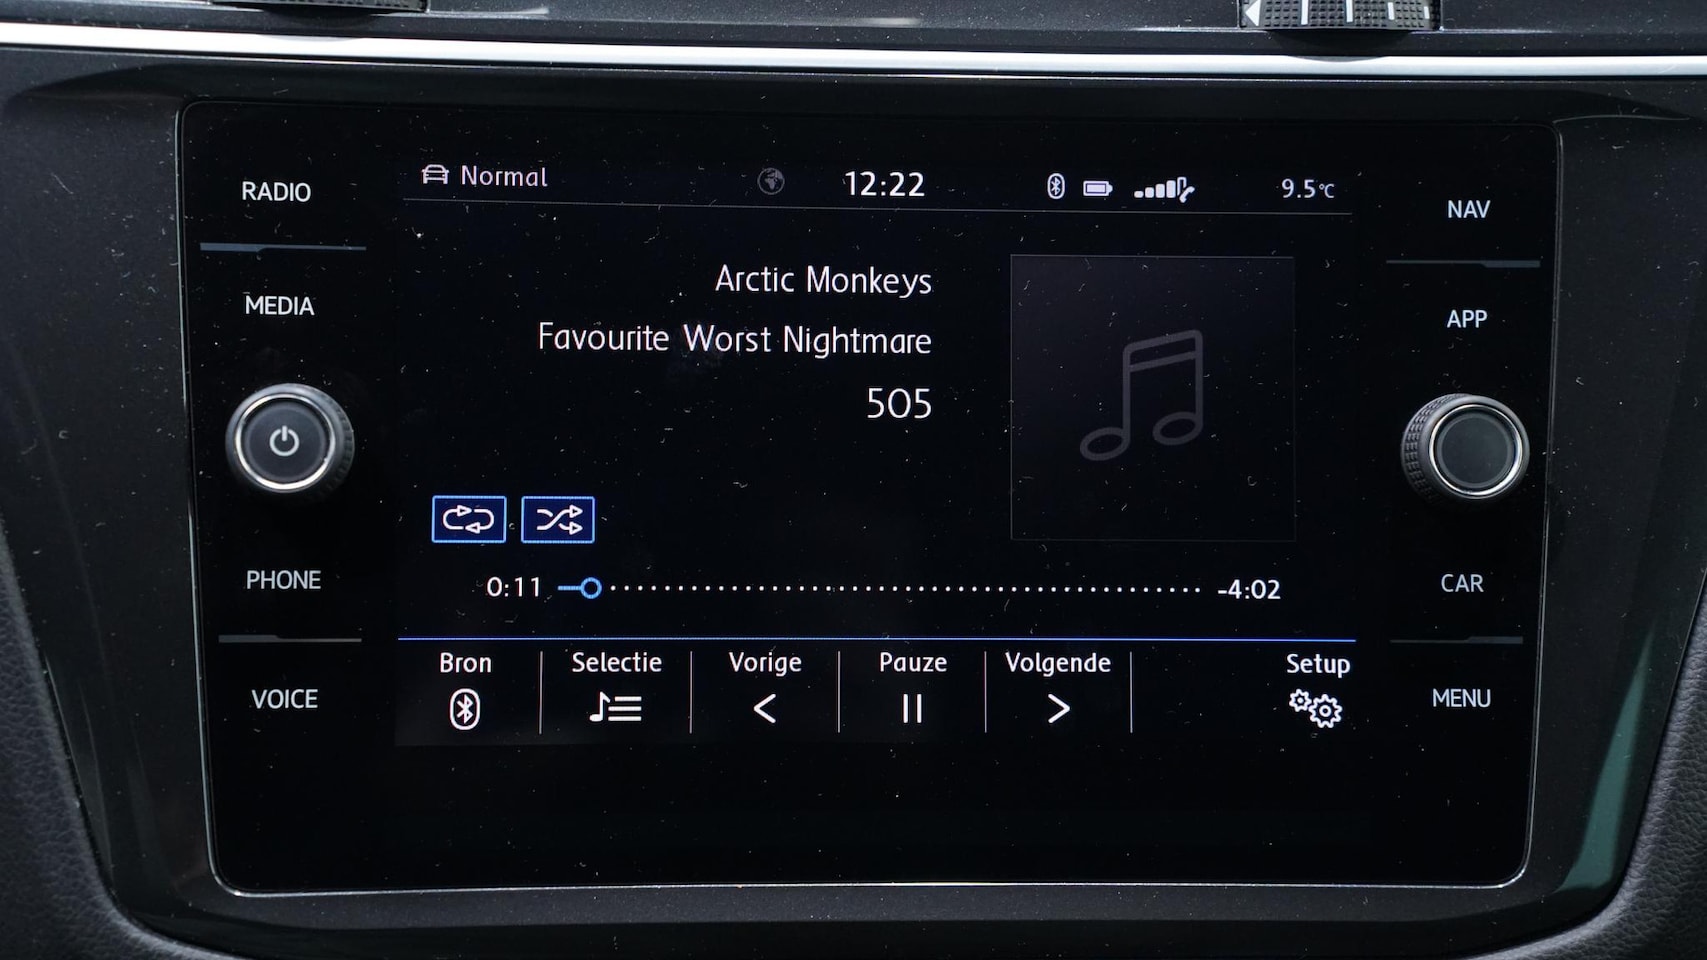 Normal
12:22
9.5°C
RADIO
MEDIA
PHONE
VOICE
Arctic Monkeys
Favourite Worst Nightmare
505
0:11
-4:02
Bron
Selectie
Vorige
Pauze
Volgende
Setup
NAV
APP
CAR
MENU